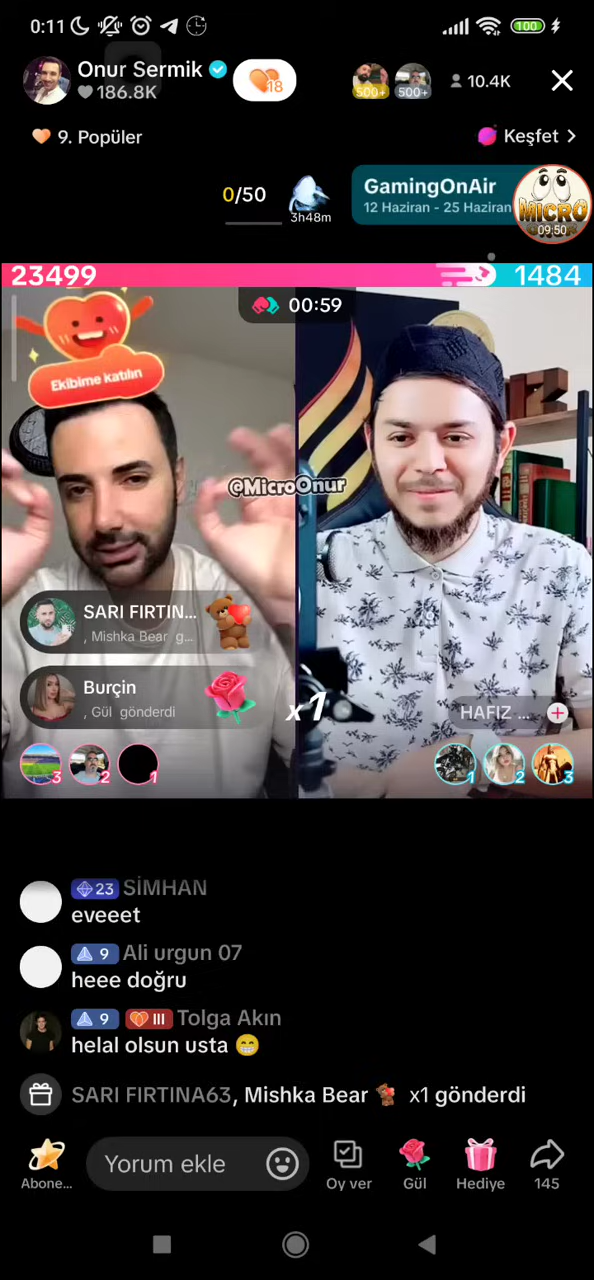 0:11
100
Onur Sermik
186.8K
18
500+
500+
10.4K
9. Popüler
Keşfet
0/50
3h48m
GamingOnAir
12 Haziran - 25 Haziran
MICRO
09:50
23499
1484
00:59
Ekibime katılın
@MicroOnur
SARI FIRTIN...
, Mishka Bear g...
Burçin
, Gül gönderdi
x1
HAFIZ ...
3
2
1
1
2
3
23 SİMHAN
eveeet
9 Ali urgun 07
heee doğru
9 III Tolga Akın
helal olsun usta 😁
SARI FIRTINA63, Mishka Bear x1 gönderdi
Abone...
Yorum ekle
Oy ver
Gül
Hediye
145